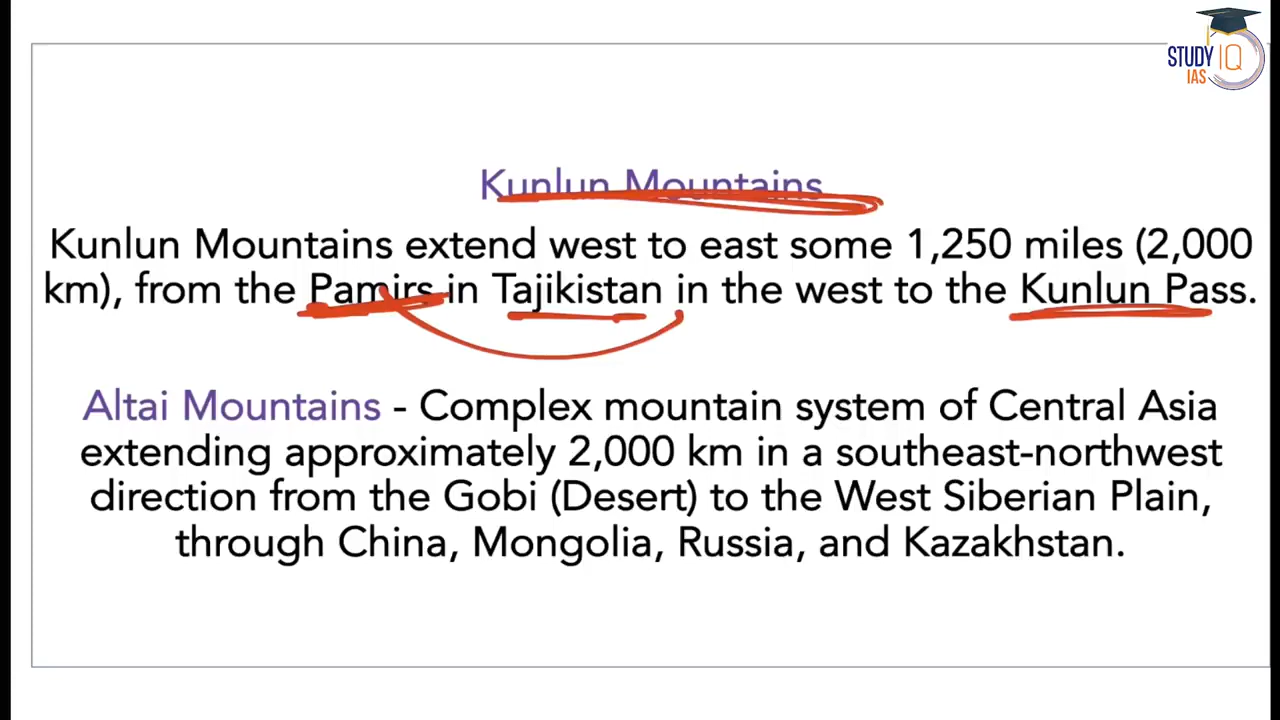 STUDY IQ
IAS
Kunlun Mountains
Kunlun Mountains extend west to east some 1,250 miles (2,000
km), from the Pamirs in Tajikistan in the west to the Kunlun Pass.
Altai Mountains - Complex mountain system of Central Asia
extending approximately 2,000 km in a southeast-northwest
direction from the Gobi (Desert) to the West Siberian Plain,
through China, Mongolia, Russia, and Kazakhstan.